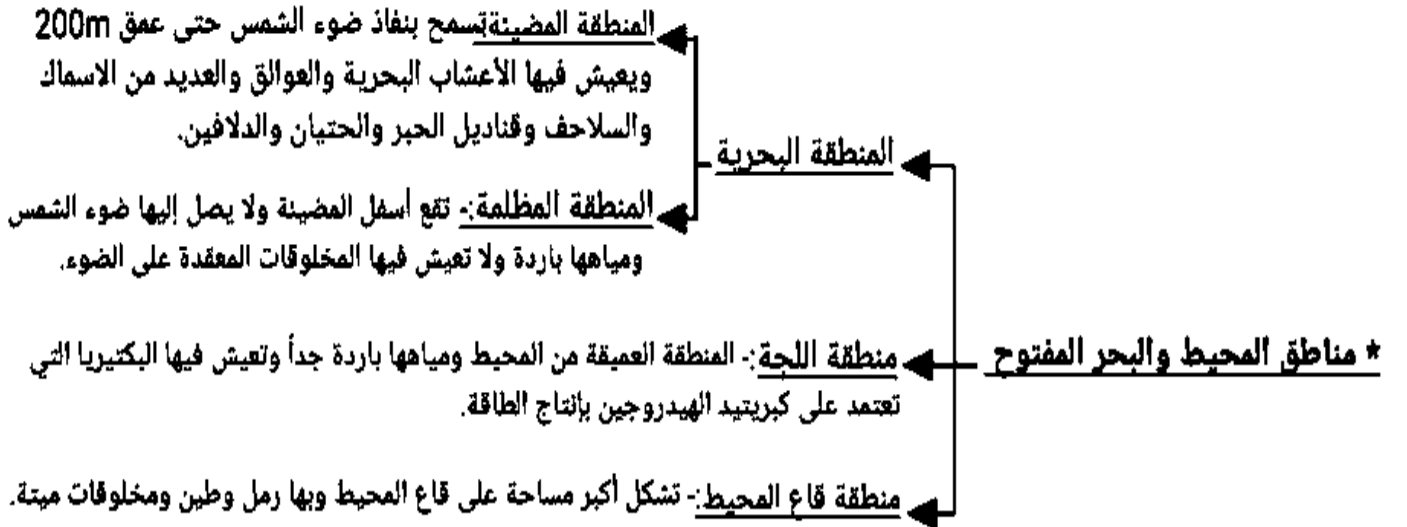 * مناطق المحيط والبحر المفتوح
المنطقة البحرية
المنطقة المضيئة:تسمح بنفاذ ضوء الشمس حتى عمق 200m
ويعيش فيها الأعشاب البحرية والعوالق والعديد من الاسماك
والسلاحف وقناديل الحبر والحتيان والدلافين.
المنطقة المظلمة:- تقع أسفل المضيئة ولا يصل إليها ضوء الشمس
ومياهها باردة ولا تعيش فيها المخلوقات المعقدة على الضوء.
منطقة اللجة:- المنطقة العميقة من المحيط ومياهها باردة جداً وتعيش فيها البكتيريا التي
تعتمد على كبريتيد الهيدروجين بإنتاج الطاقة.
منطقة قاع المحيط:- تشكل أكبر مساحة على قاع المحيط وبها رمل وطين ومخلوقات ميتة.